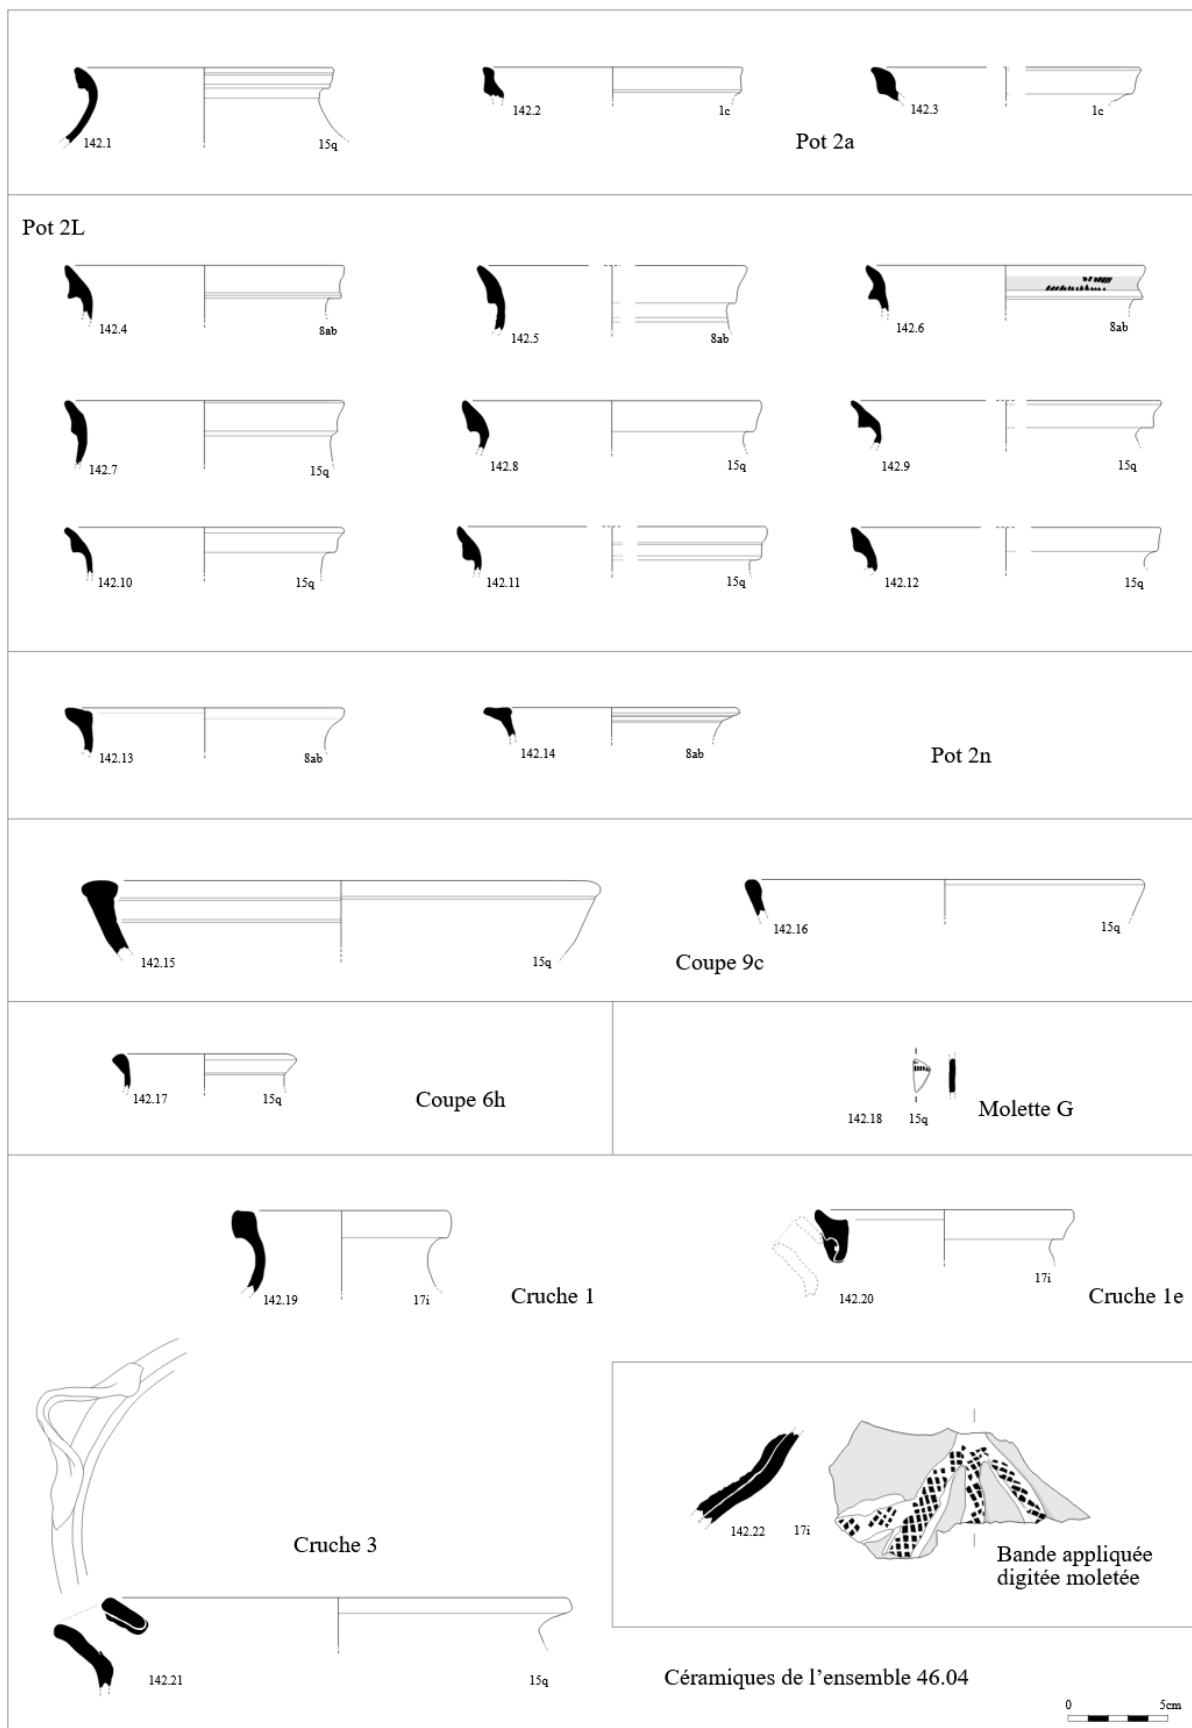 142.1 15q
142.2 1c
142.3 1c
Pot 2a
Pot 2L
142.4 8ab
142.5 8ab
142.6 8ab
142.7 15q
142.8 15q
142.9 15q
142.10 15q
142.11 15q
142.12 15q
142.13 8ab
142.14 8ab
Pot 2n
142.15 15q
142.16 15q
Coupe 9c
142.17 15q
Coupe 6h
142.18 15q
Molette G
142.19 17i
Cruche 1
142.20 17i
Cruche 1e
Cruche 3
142.21 15q
142.22 17i
Bande appliquée
digitée moletée
Céramiques de l’ensemble 46.04
0 5cm